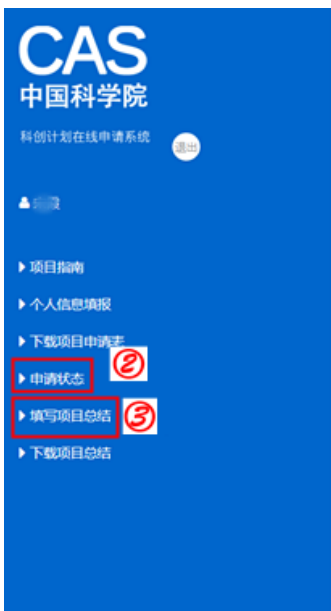 CAS
中国科学院
科创计划在线申请系统
退出
项目指南
个人信息填报
下载项目申请表
②
申请状态
填写项目总结
③
下载项目总结